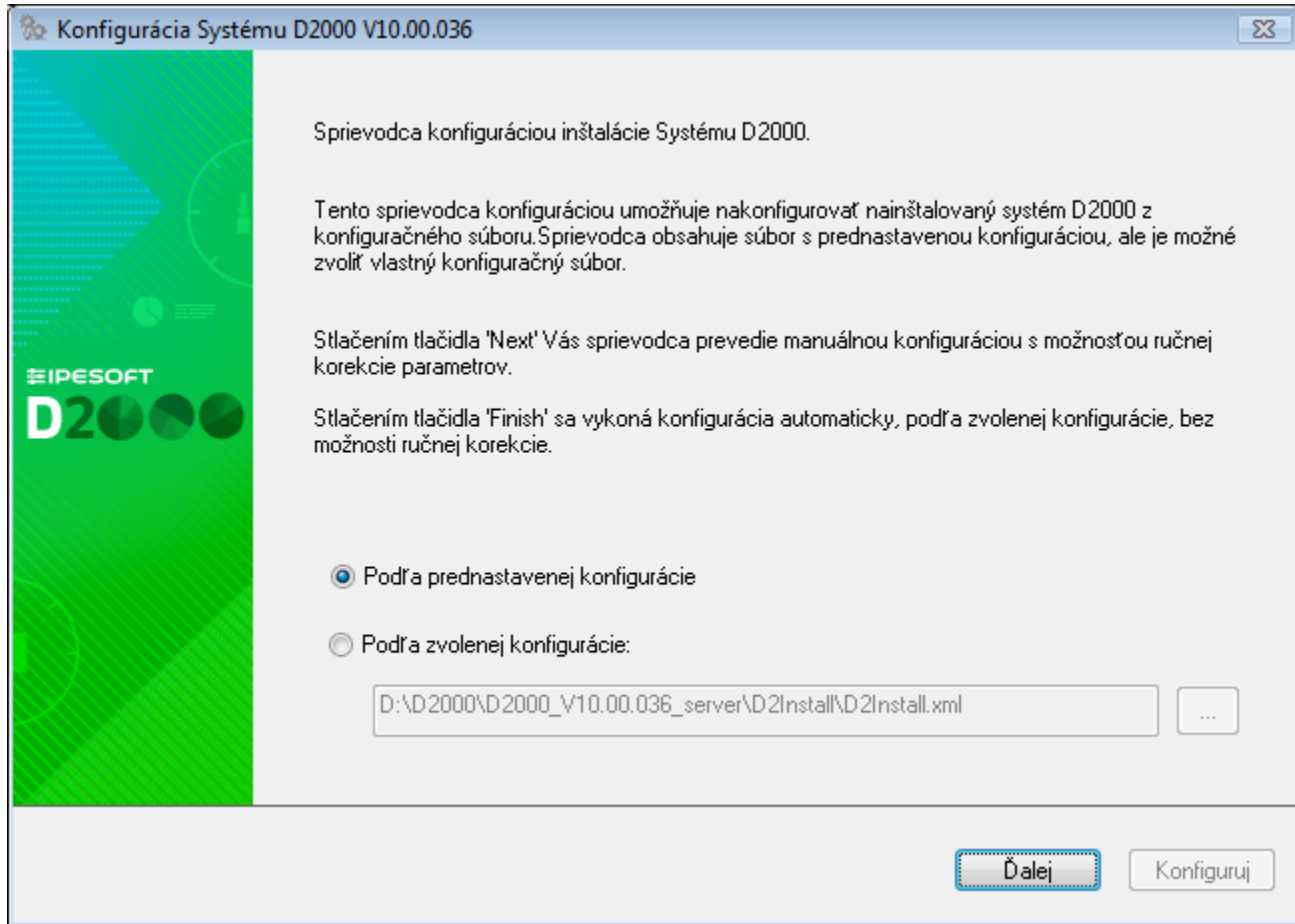 Konfigurácia Systému D2000 V10.00.036
Sprievodca konfiguráciou inštalácie Systému D2000.
Tento sprievodca konfiguráciou umožňuje nakonfigurovať nainštalovaný systém D2000 z
konfiguračného súboru.Sprievodca obsahuje súbor s prednastavenou konfiguráciou, ale je možné
zvoliť vlastný konfiguračný súbor.
Stlačením tlačidla 'Next' Vás sprievodca prevedie manuálnou konfiguráciou s možnosťou ručnej
korekcie parametrov.
IPESOFT
D2000
Stlačením tlačidla 'Finish' sa vykoná konfigurácia automaticky, podľa zvolenej konfigurácie, bez
možnosti ručnej korekcie.
Podľa prednastavenej konfigurácie
Podľa zvolenej konfigurácie:
D:\D2000\D2000_V10.00.036_server\D2Install\D2Install.xml
...
Ďalej
Konfiguruj